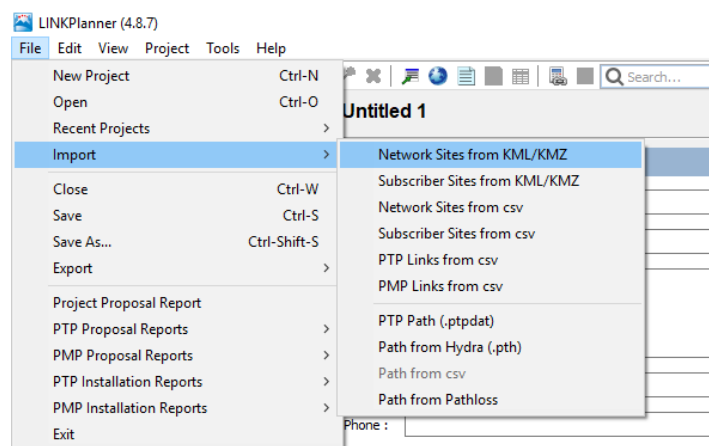 LINKPlanner (4.8.7)
File Edit View Project Tools Help
New Project Ctrl-N
Open Ctrl-O
Recent Projects >
Import >
Close Ctrl-W
Save Ctrl-S
Save As... Ctrl-Shift-S
Export >
Project Proposal Report
PTP Proposal Reports >
PMP Proposal Reports >
PTP Installation Reports >
PMP Installation Reports >
Exit
Search...
Untitled 1
Network Sites from KML/KMZ
Subscriber Sites from KML/KMZ
Network Sites from csv
Subscriber Sites from csv
PTP Links from csv
PMP Links from csv
PTP Path (.ptpdat)
Path from Hydra (.pth)
Path from csv
Path from Pathloss
Phone :